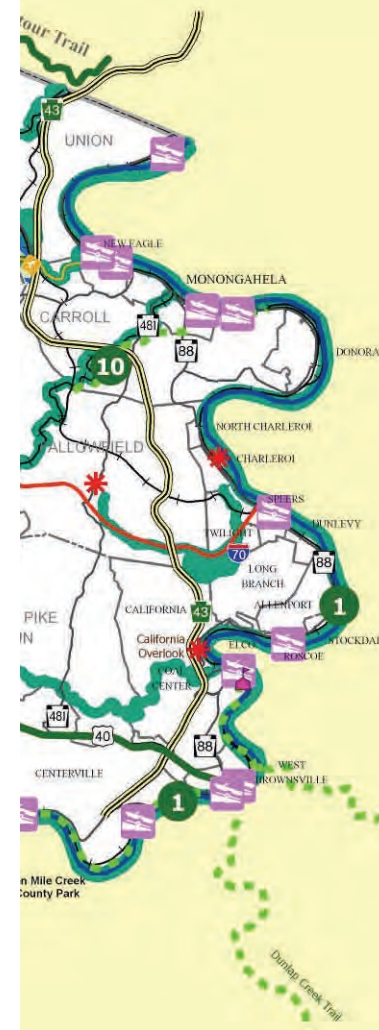 our Trail
43
UNION
NEW EAGLE
MONONGAHELA
CARROLL
481
88
10
DONORA
NORTH CHARLEROI
ALLOWFIELD
CHARLEROI
SPEERS
TWILIGHT
DUNLEVY
70
88
LONG
BRANCH
ALLENPORT
1
CALIFORNIA
43
PIKE
UN
STOCKDAL
California
Overlook
ELCO
ROSCOE
COAL
CENTER
481
40
88
WEST
BROWNSVILLE
CENTERVILLE
1
n Mile Creek
County Park
Dunlap Creek Trail